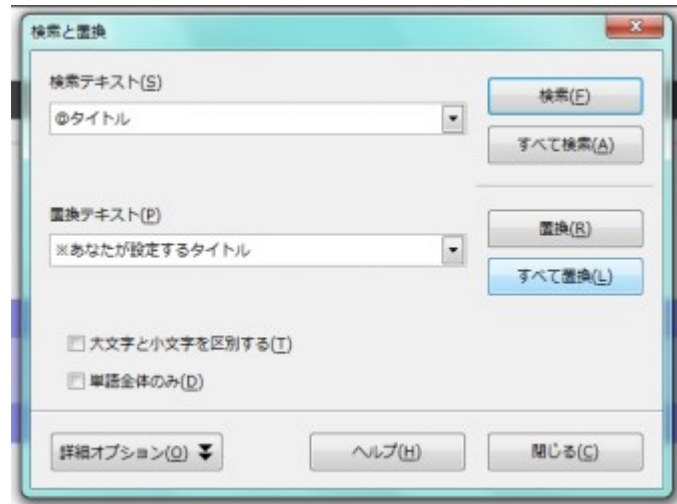 検索と置換
検索テキスト(S)
@タイトル
検索(F)
すべて検索(A)
置換テキスト(P)
※あなたが設定するタイトル
置換(R)
すべて置換(L)
大文字と小文字を区別する(T)
単語全体のみ(D)
詳細オプション(O)
ヘルプ(H)
閉じる(C)